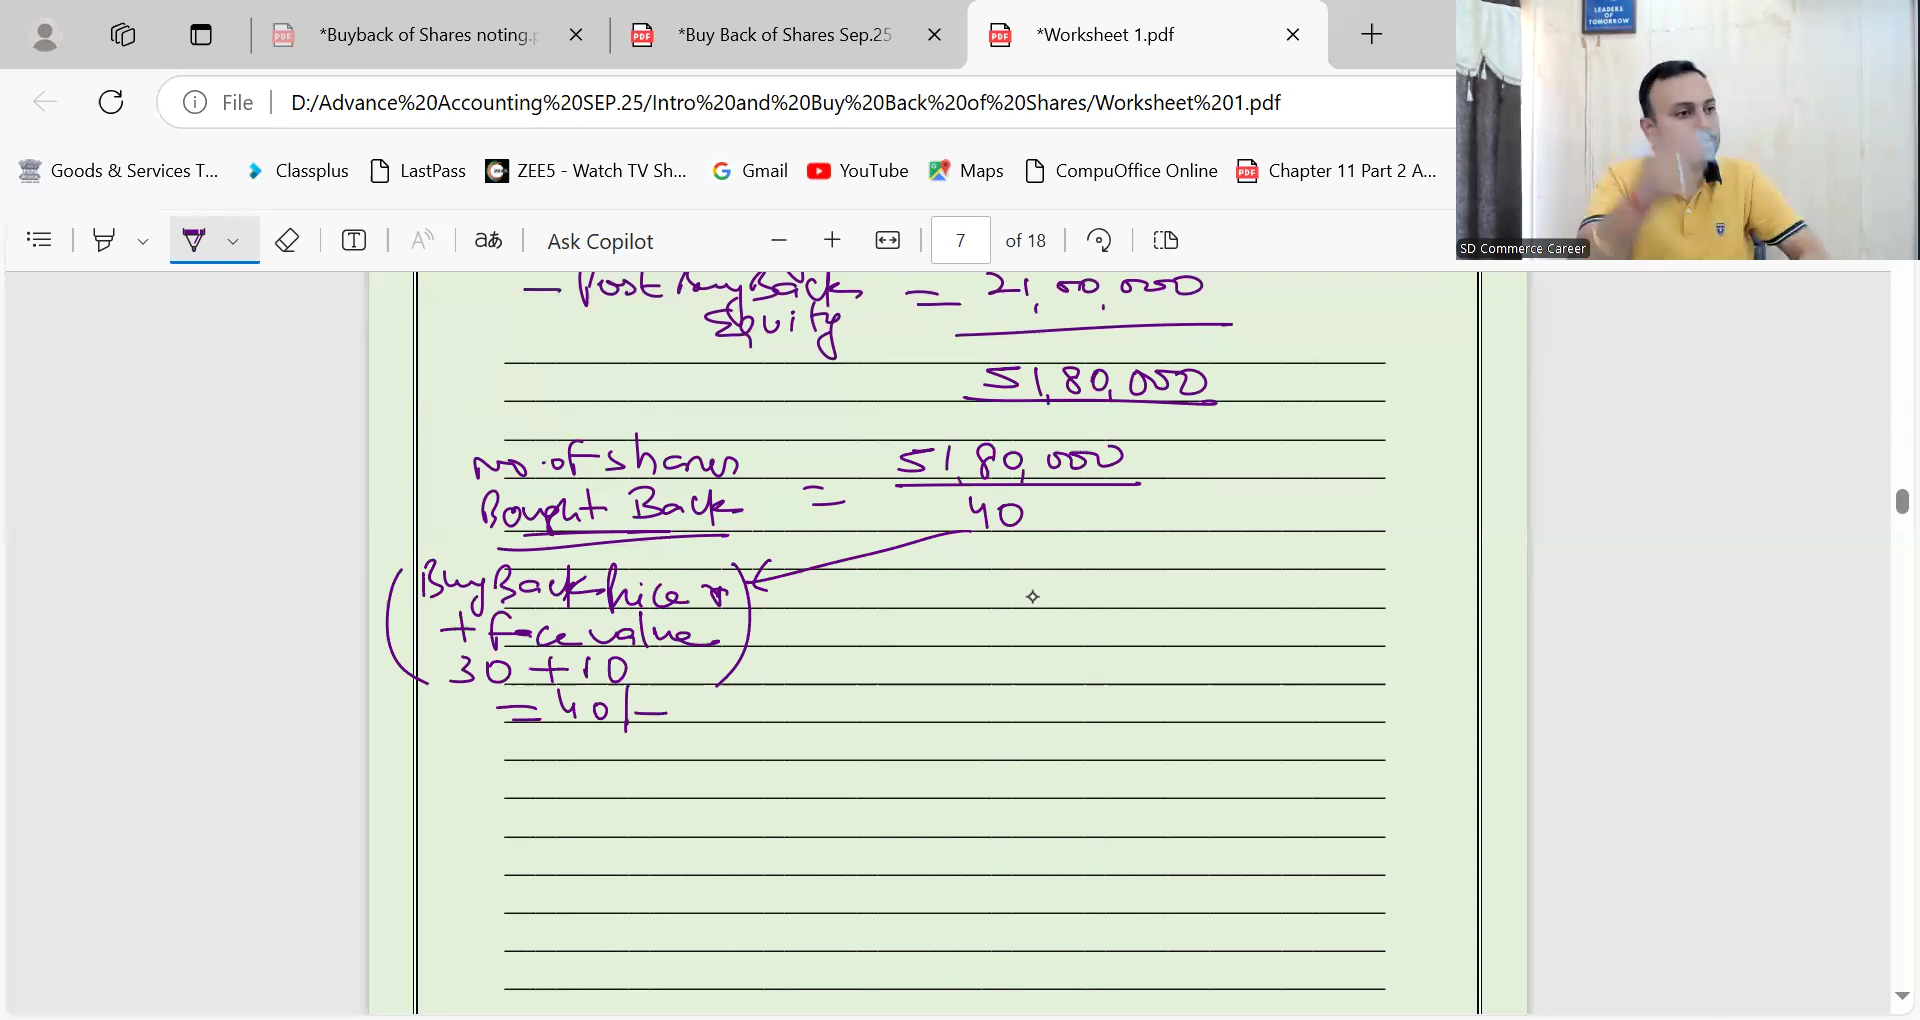 *Buyback of Shares noting.p
*Buy Back of Shares Sep.25
*Worksheet 1.pdf
File
D:/Advance%20Accounting%20SEP.25/Intro%20and%20Buy%20Back%20of%20Shares/Worksheet%201.pdf
Goods & Services T...
Classplus
LastPass
ZEE5 - Watch TV Sh...
Gmail
YouTube
Maps
CompuOffice Online
Chapter 11 Part 2 A...
Ask Copilot
7 of 18
LEADERS
OF
TOMORROW
SD Commerce Career
- Post Buy Back = 21,00,000
Equity
51,80,000
No. of shares
Bought Back = 51,80,000
40
(Buy Back Price
+ face value)
30 + 10
= 40/-